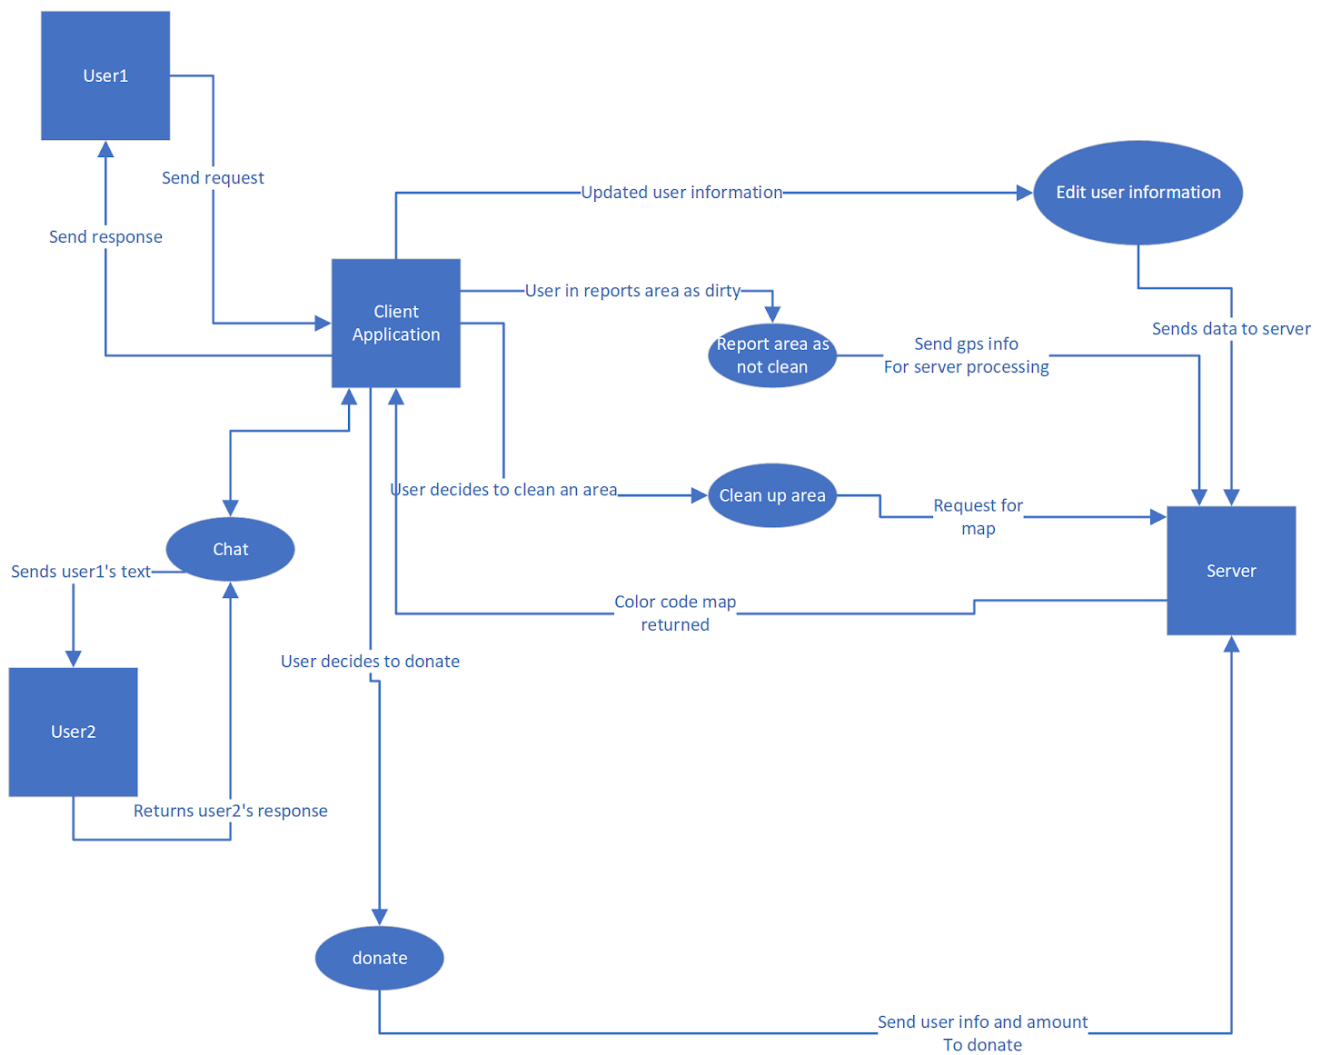 User1
Send request
Updated user information
Edit user information
Send response
User in reports area as dirty
Client
Application
Sends data to server
Report area as
not clean
Send gps info
For server processing
User decides to clean an area
Clean up area
Request for
map
Chat
Sends user1's text
Server
Color code map
returned
User decides to donate
User2
Returns user2's response
donate
Send user info and amount
To donate